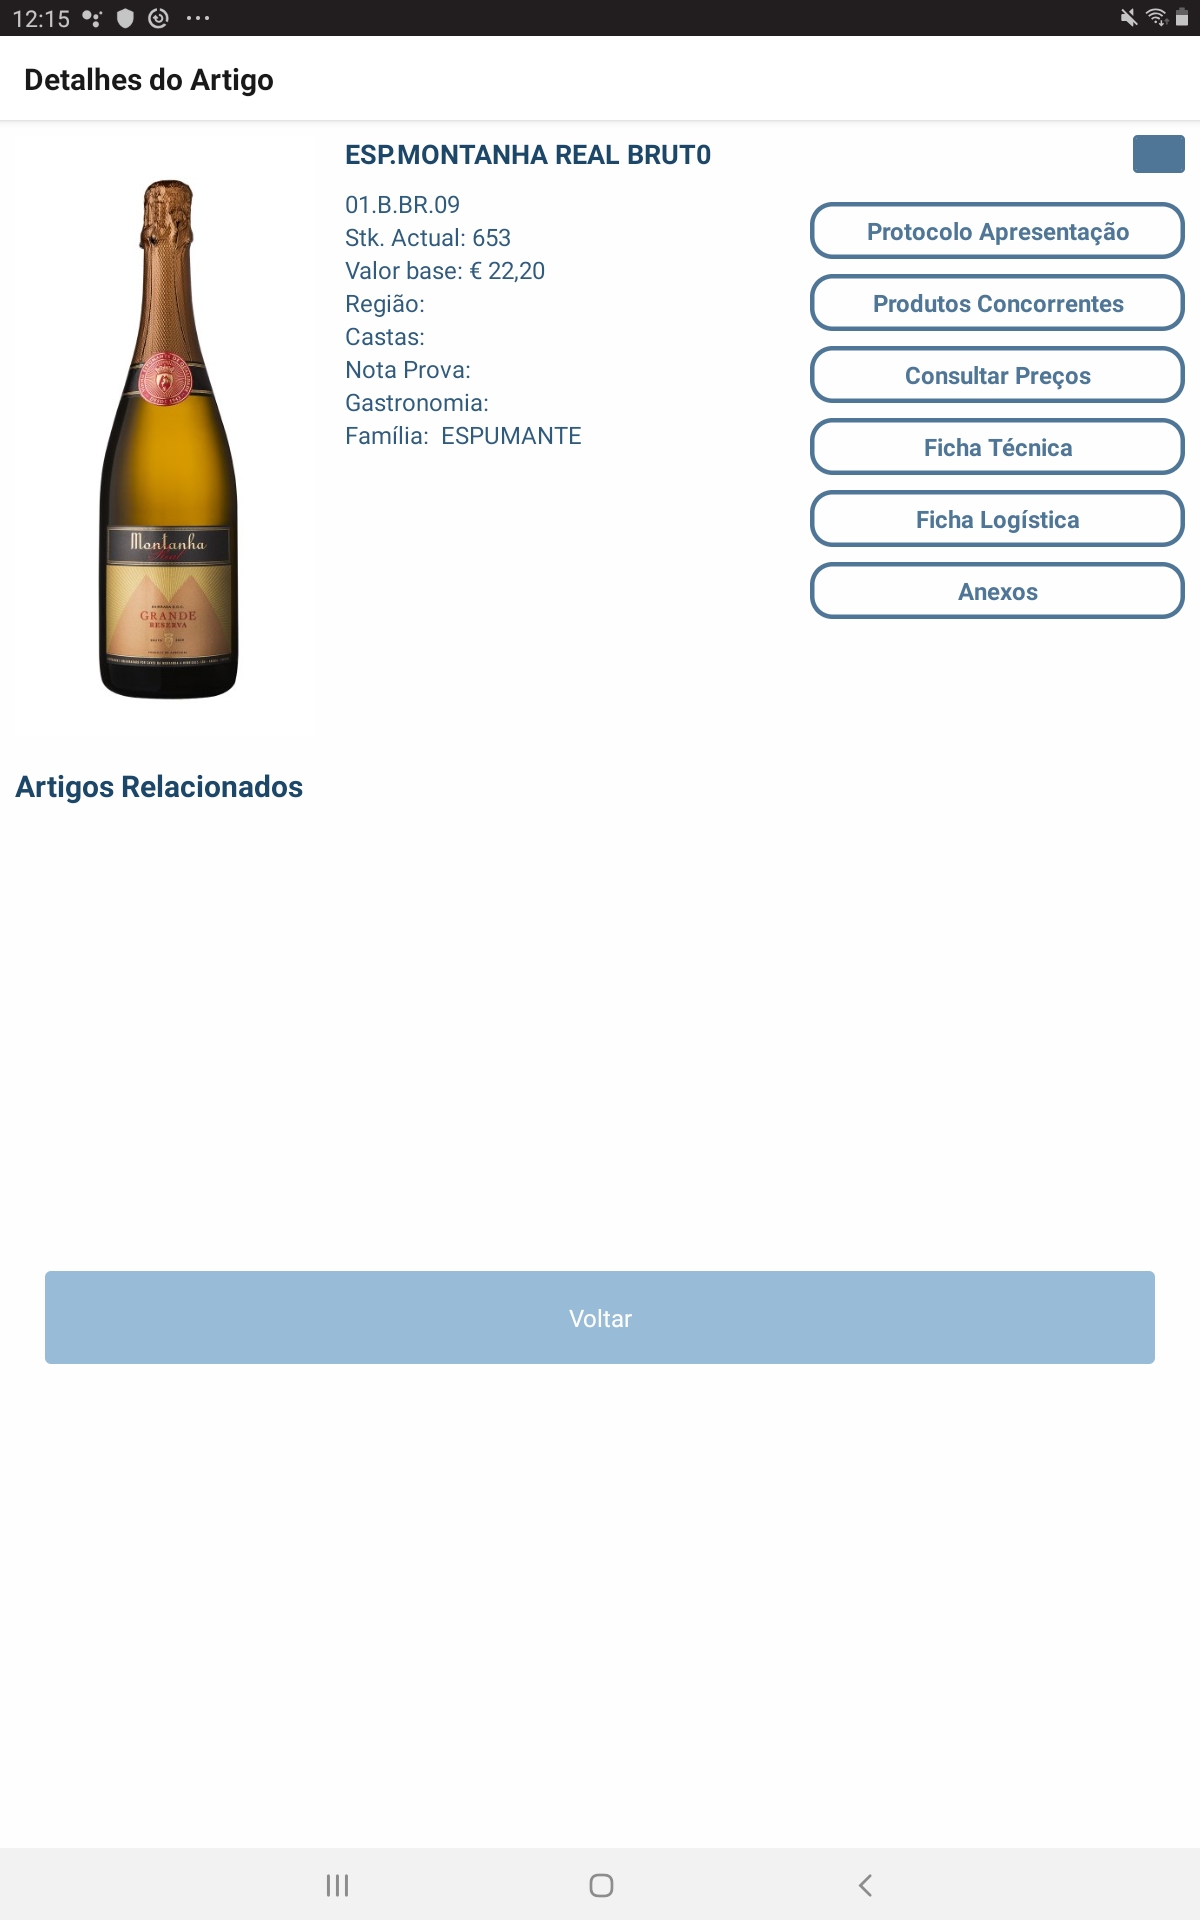 12:15
Detalhes do Artigo
ESP.MONTANHA REAL BRUT0
01.B.BR.09
Stk. Actual: 653
Valor base: € 22,20
Região:
Castas:
Nota Prova:
Gastronomia:
Família: ESPUMANTE
Protocolo Apresentação
Produtos Concorrentes
Consultar Preços
Ficha Técnica
Ficha Logística
Anexos
Montanha
Real
GRANDE
RESERVA
Artigos Relacionados
Voltar